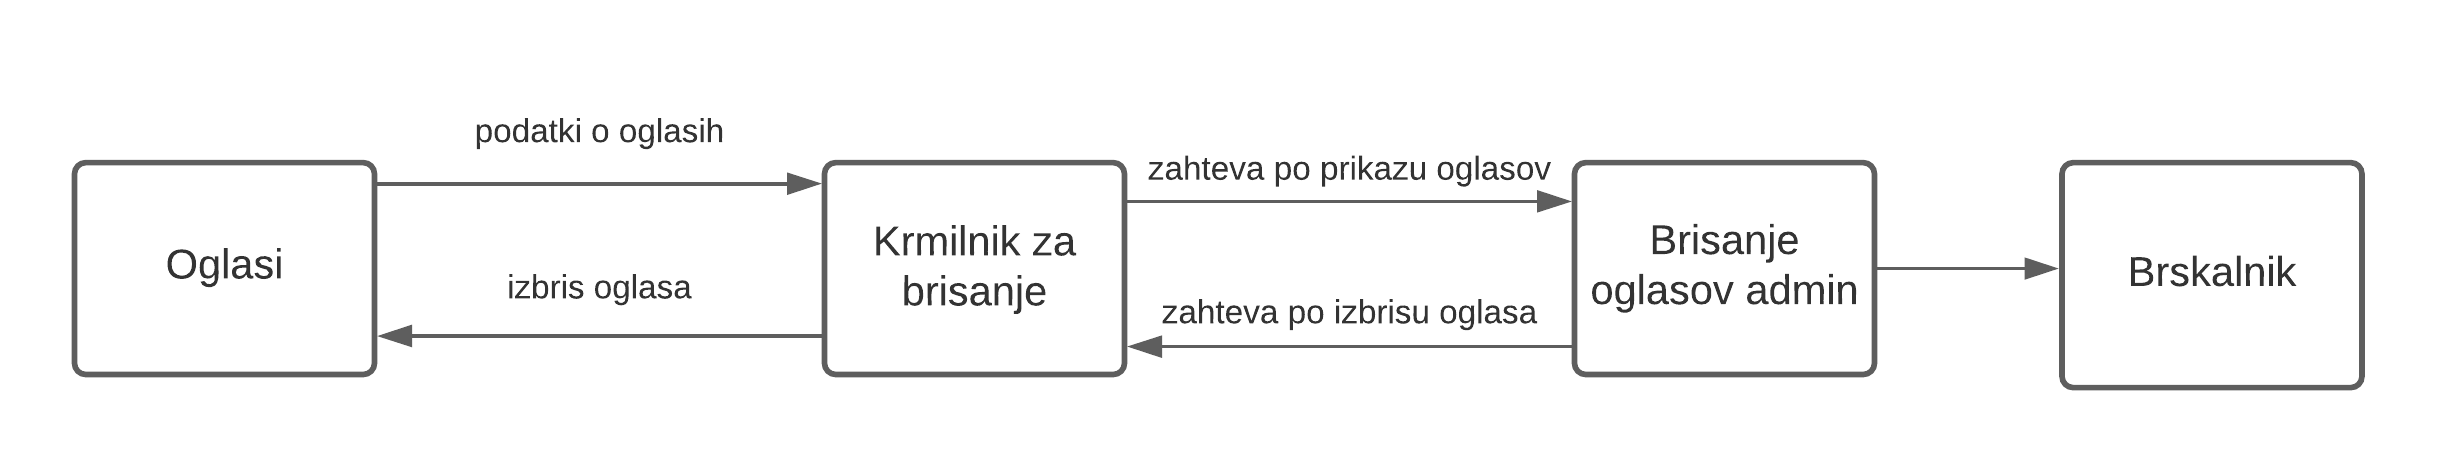 podatki o oglasih
zahteva po prikazu oglasov
Oglasi
izbris oglasa
Krmilnik za
brisanje
zahteva po izbrisu oglasa
Brisanje
oglasov admin
Brskalnik